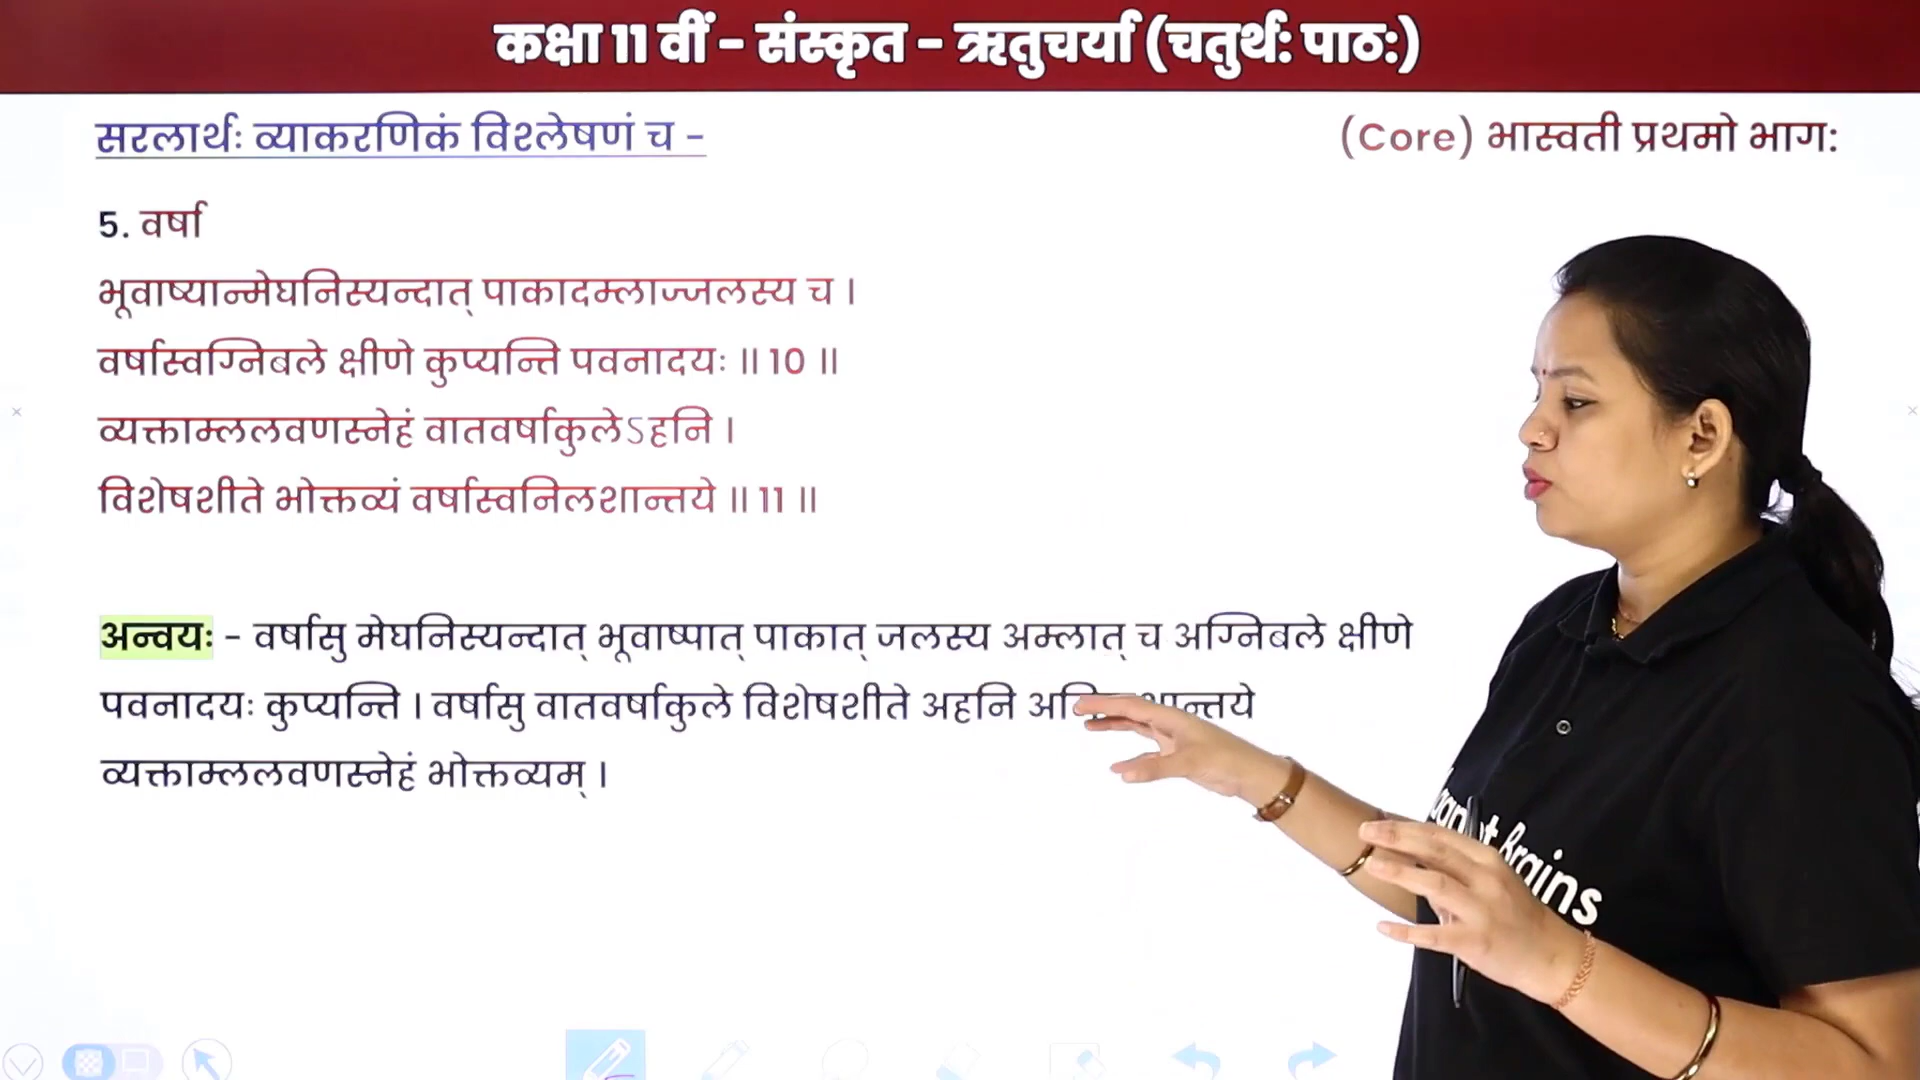 कक्षा 11 वीं - संस्कृत - ऋतुचर्या (चतुर्थ: पाठ:)
सरलार्थः व्याकरणिकं विश्लेषणं च -
(Core) भास्वती प्रथमो भाग:
5. वर्षा
भूवाष्यान्मेघनिस्यन्दात् पाकादम्लाज्जलस्य च ।
वर्षास्वग्निबले क्षीणे कुप्यन्ति पवनादयः ॥ 10 ॥
व्यक्ताम्ललवणस्नेहं वातवर्षाकुलेऽहनि ।
विशेषशीते भोक्तव्यं वर्षास्वनिलशान्तये ॥ 11 ॥
अन्वयः - वर्षासु मेघनिस्यन्दात् भूवाष्पात् पाकात् जलस्य अम्लात् च अग्निबले क्षीणे
पवनादयः कुप्यन्ति । वर्षासु वातवर्षाकुले विशेषशीते अहनि
व्यक्ताम्ललवणस्नेहं भोक्तव्यम् ।
Brains